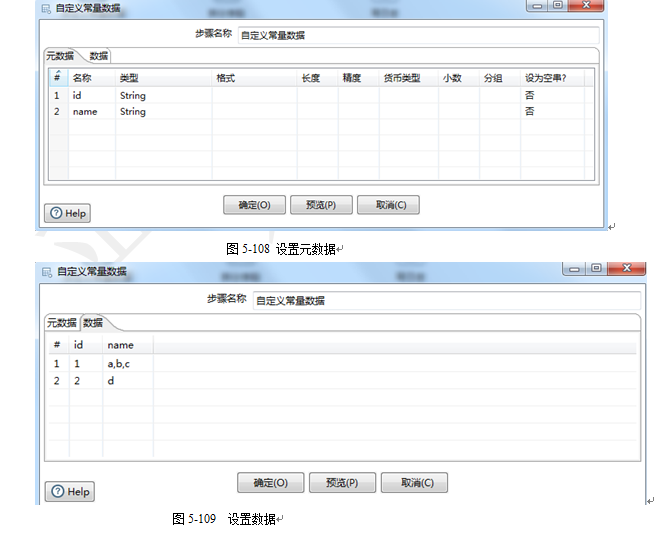 自定义常量数据
步骤名称 自定义常量数据
元数据 数据
# 名称 类型 格式 长度 精度 货币类型 小数 分组 设为空串?
1 id String 否
2 name String 否
Help 确定(O) 预览(P) 取消(C)
图 5-108 设置元数据
自定义常量数据
步骤名称 自定义常量数据
元数据 数据
# id name
1 1 a,b,c
2 2 d
Help 确定(O) 预览(P) 取消(C)
图 5-109 设置数据